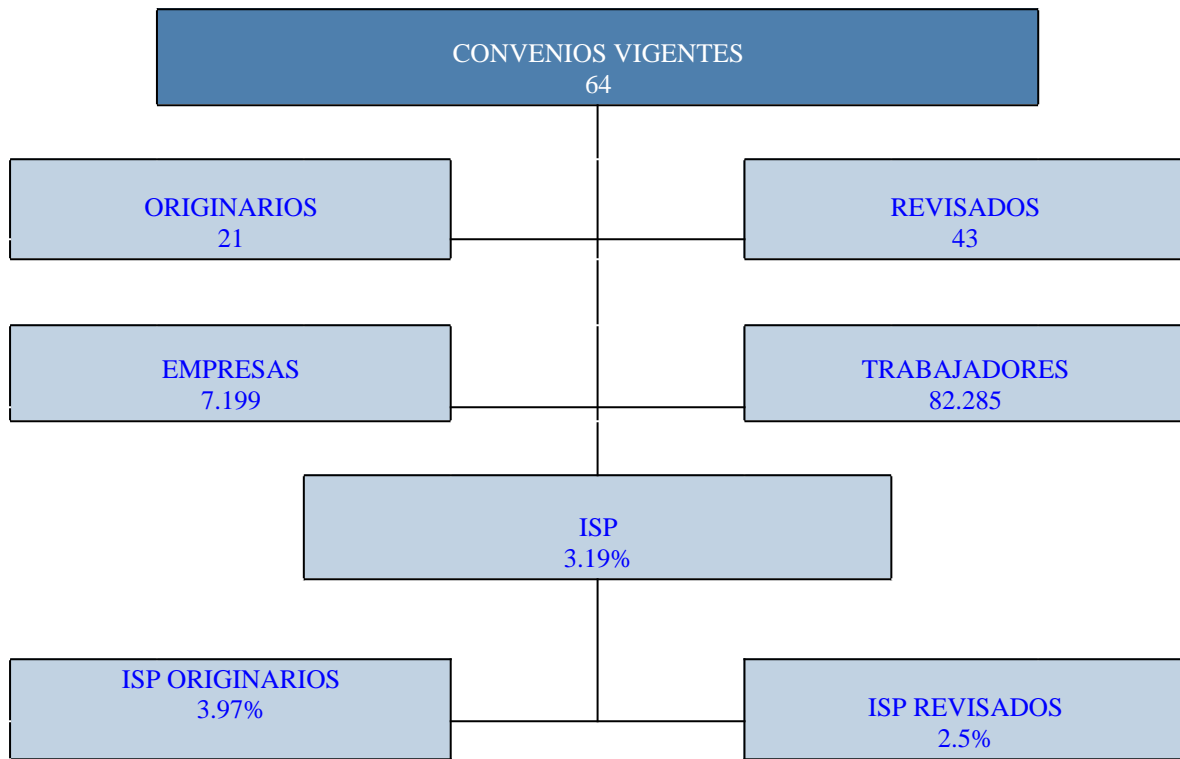 CONVENIOS VIGENTES
64
ORIGINARIOS
21
REVISADOS
43
EMPRESAS
7.199
TRABAJADORES
82.285
ISP
3.19%
ISP ORIGINARIOS
3.97%
ISP REVISADOS
2.5%